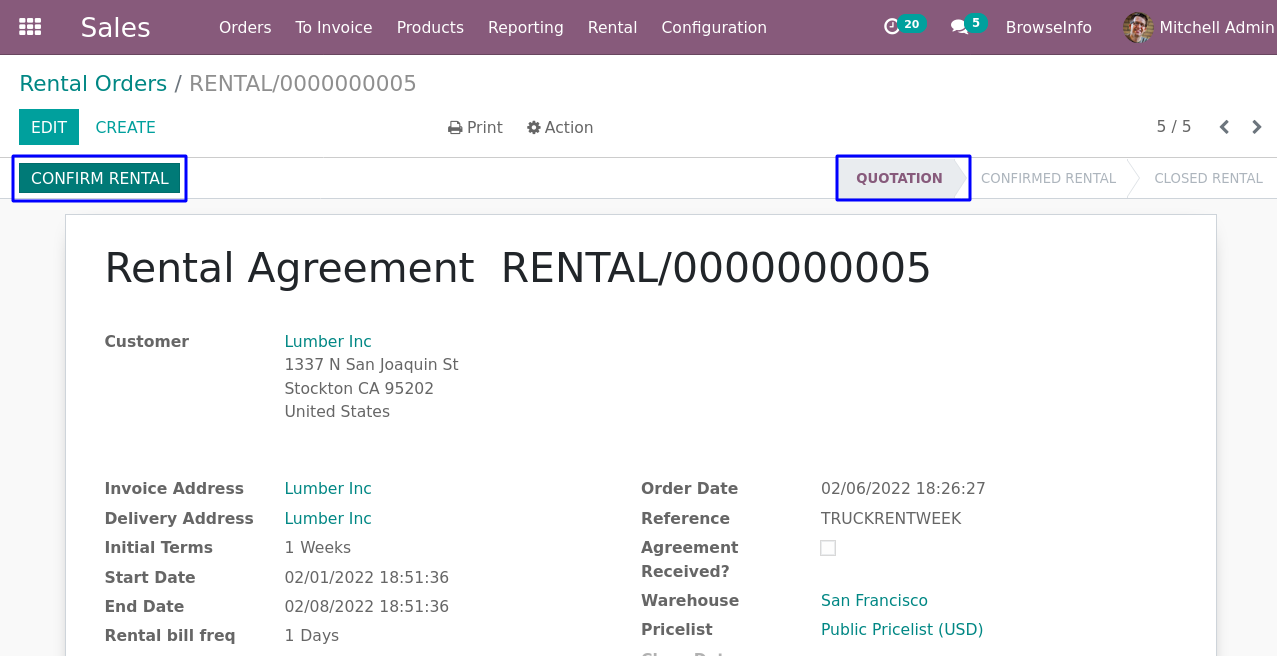 Sales Orders To Invoice Products Reporting Rental Configuration 20 5 BrowseInfo Mitchell Admin
Rental Orders / RENTAL/0000000005
EDIT CREATE Print Action 5 / 5
CONFIRM RENTAL QUOTATION CONFIRMED RENTAL CLOSED RENTAL
Rental Agreement RENTAL/0000000005
Customer Lumber Inc
1337 N San Joaquin St
Stockton CA 95202
United States
Invoice Address Lumber Inc
Delivery Address Lumber Inc
Initial Terms 1 Weeks
Start Date 02/01/2022 18:51:36
End Date 02/08/2022 18:51:36
Rental bill freq 1 Days
Order Date 02/06/2022 18:26:27
Reference TRUCKRENTWEEK
Agreement
Received?
Warehouse San Francisco
Pricelist Public Pricelist (USD)